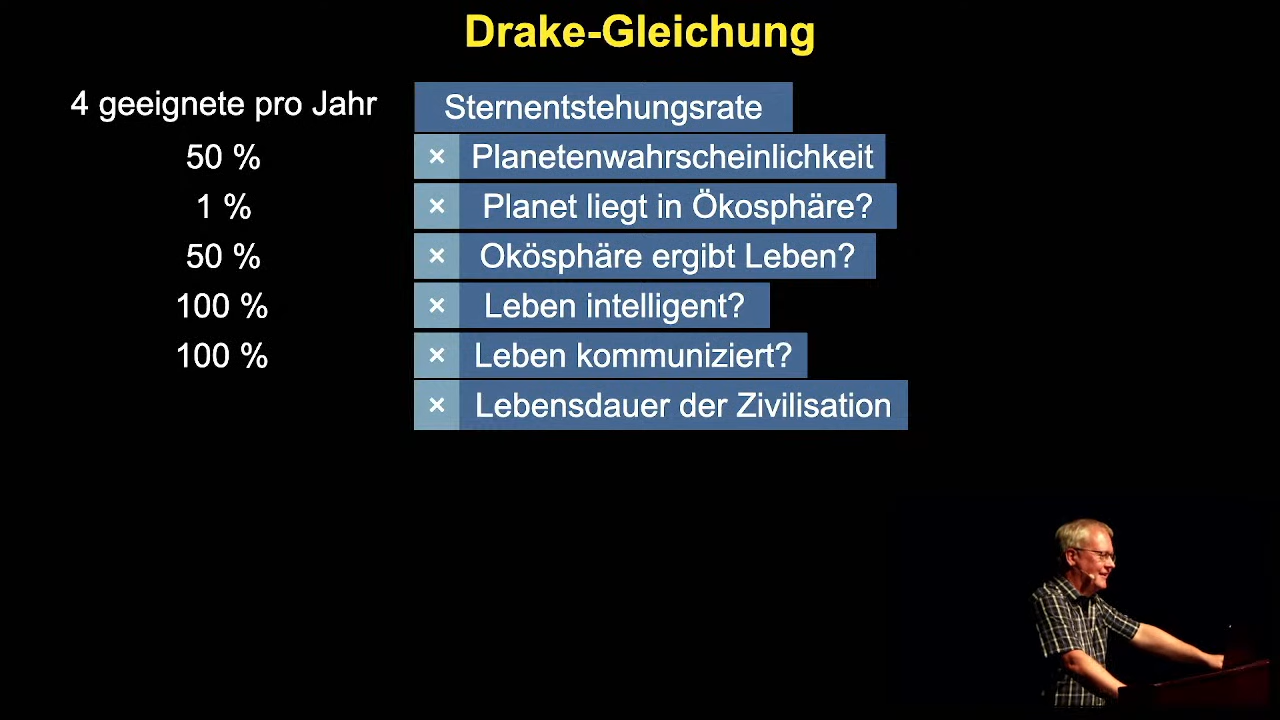 Drake-Gleichung
4 geeignete pro Jahr Sternentstehungsrate
50 % × Planetenwahrscheinlichkeit
1 % × Planet liegt in Ökosphäre?
50 % × Okösphäre ergibt Leben?
100 % × Leben intelligent?
100 % × Leben kommuniziert?
× Lebensdauer der Zivilisation